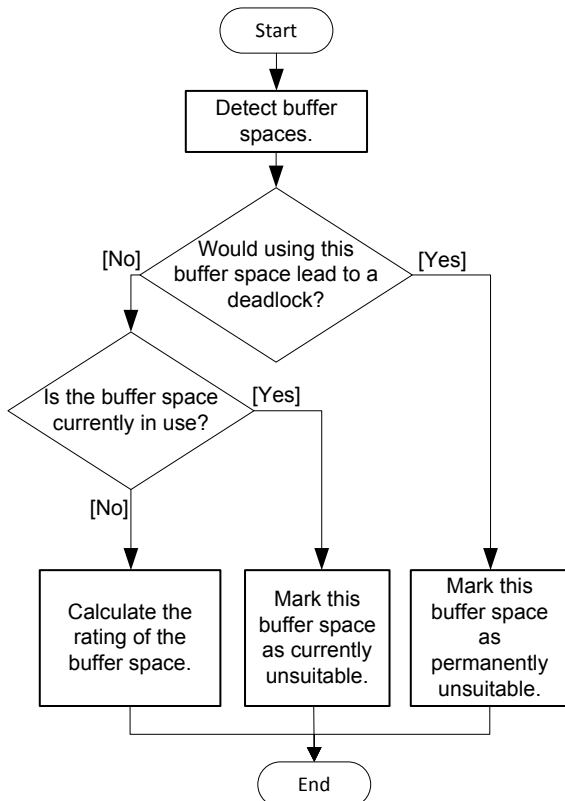 Start
Detect buffer
spaces.
Would using this
buffer space lead to a
deadlock?
[No]
[Yes]
Is the buffer space
currently in use?
[Yes]
[No]
Calculate the
rating of the
buffer space.
Mark this
buffer space
as currently
unsuitable.
Mark this
buffer space
as
permanently
unsuitable.
End